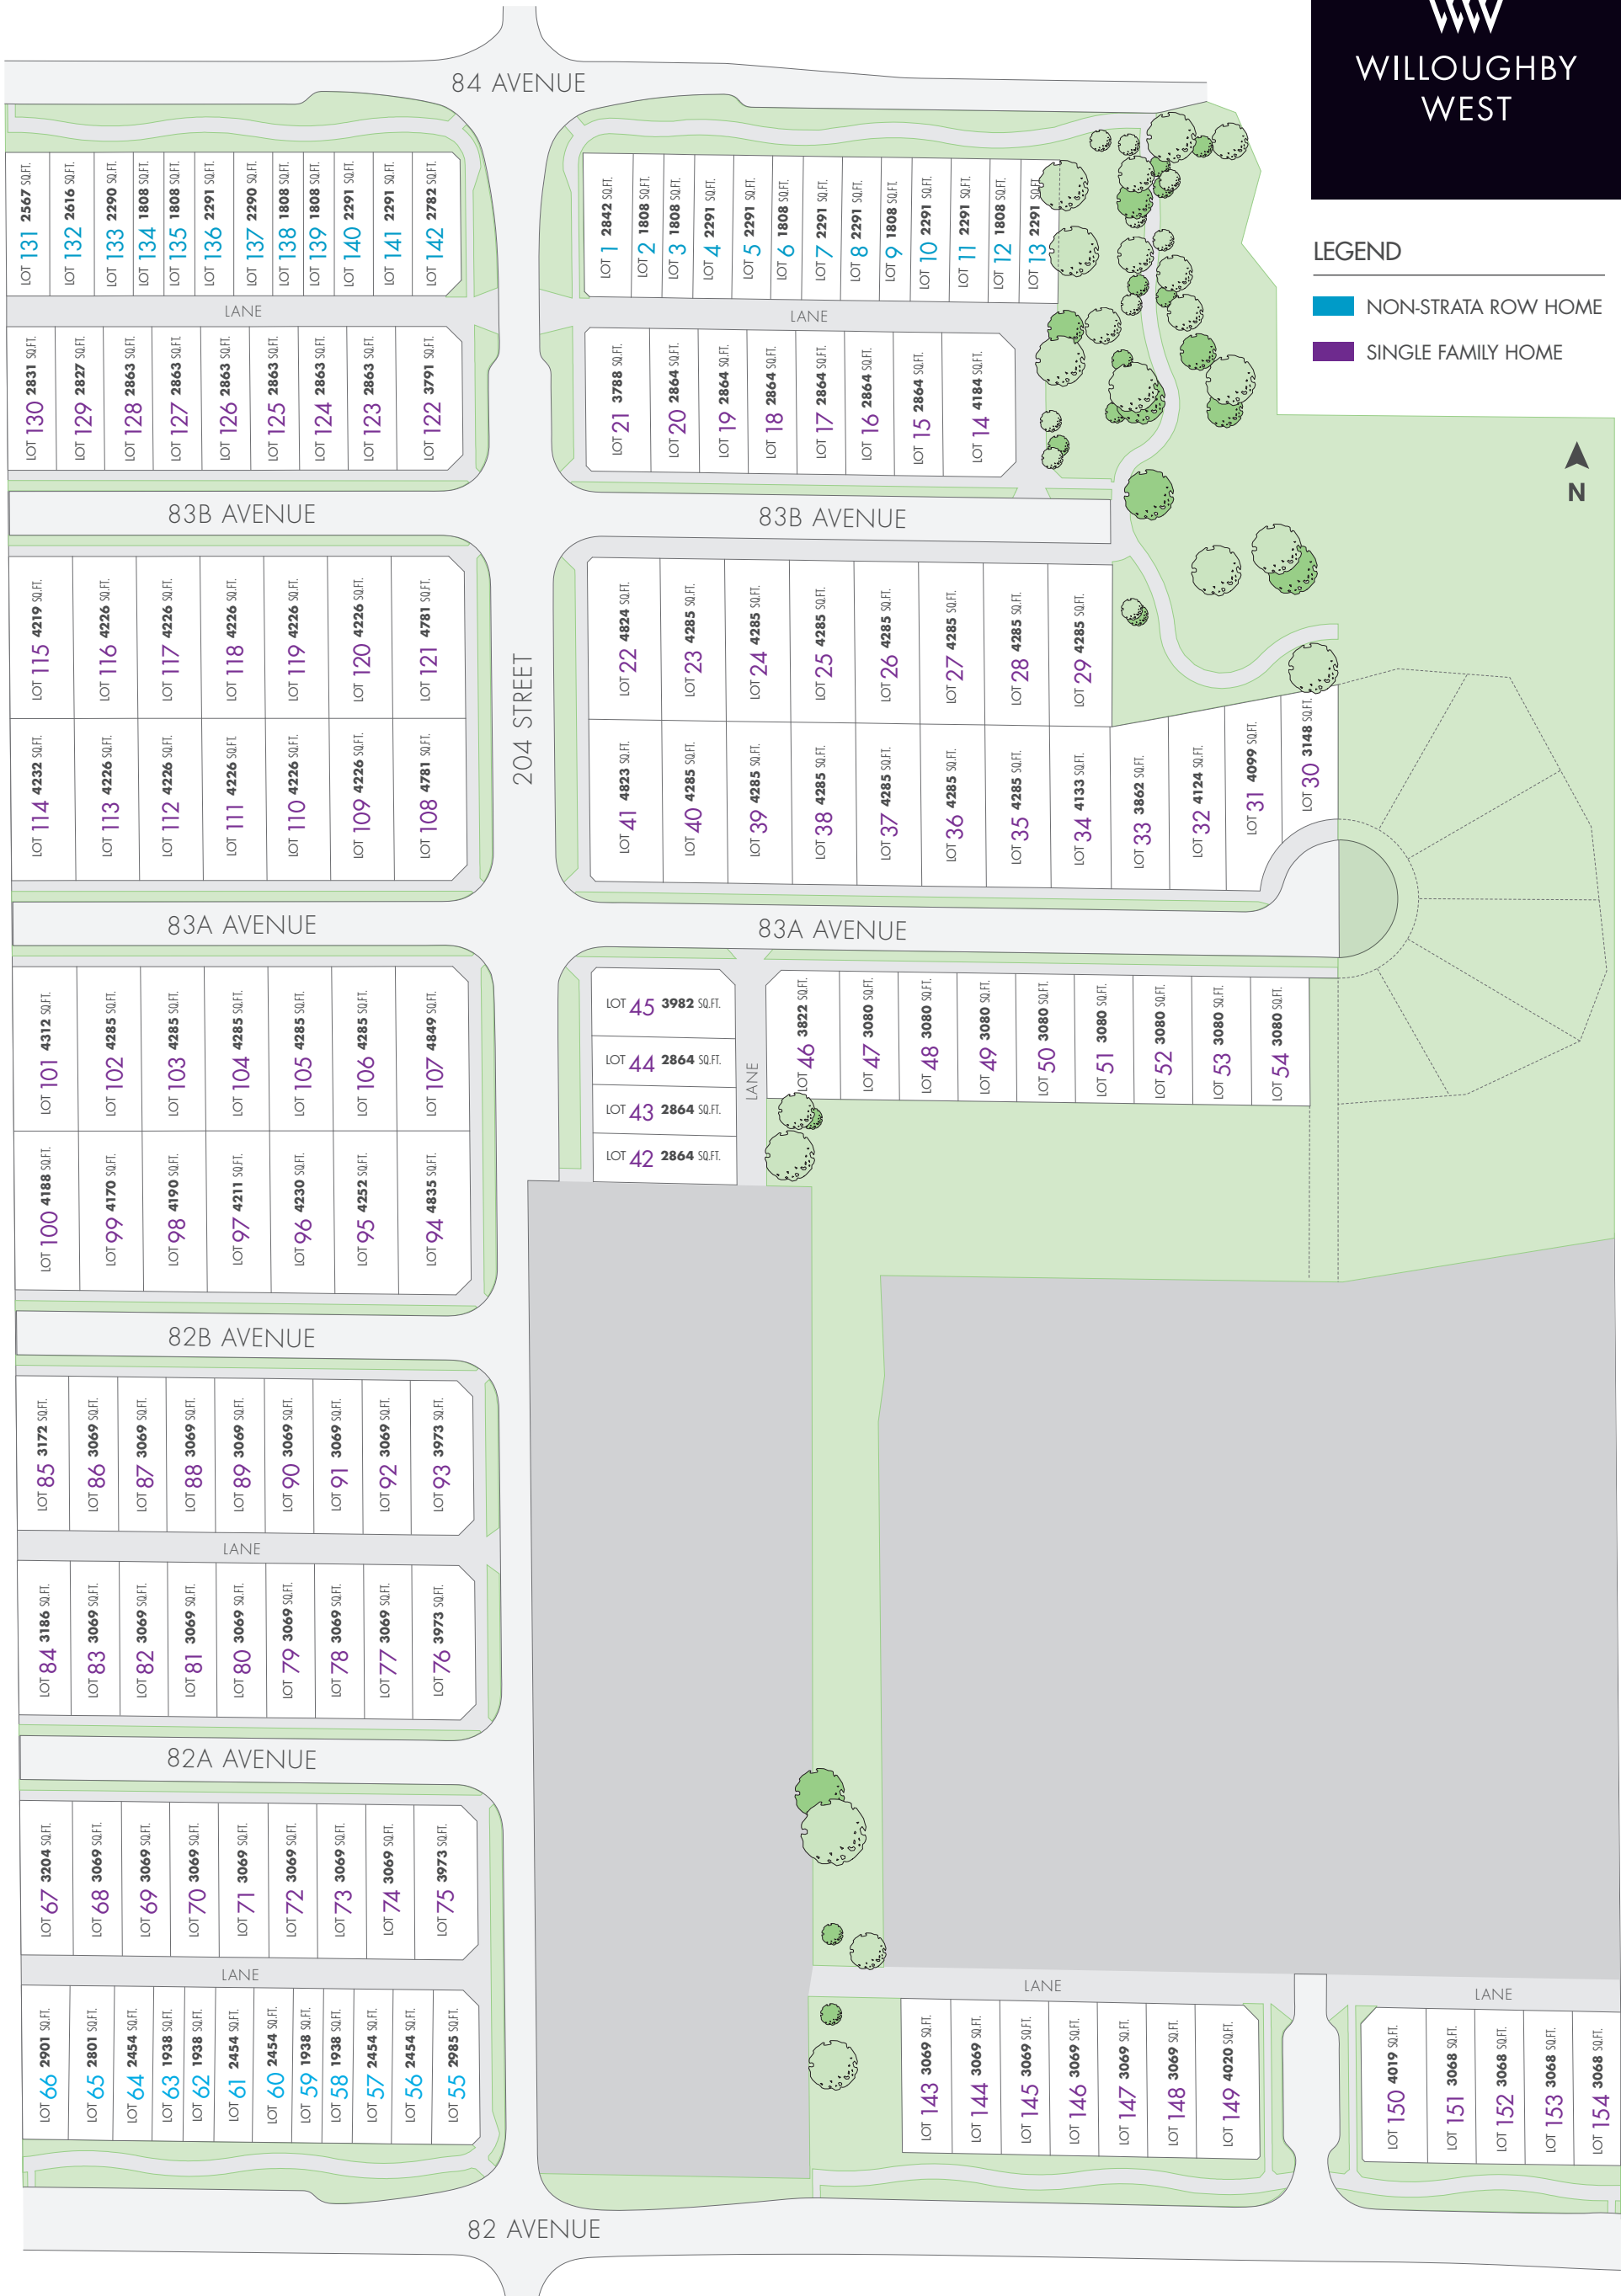 WILLOUGHBY
WEST
LEGEND
NON-STRATA ROW HOME
SINGLE FAMILY HOME
N
84 AVENUE
LOT 131 2567 SQ.FT.
LOT 132 2616 SQ.FT.
LOT 133 2290 SQ.FT.
LOT 134 1808 SQ.FT.
LOT 135 1808 SQ.FT.
LOT 136 2291 SQ.FT.
LOT 137 2290 SQ.FT.
LOT 138 1808 SQ.FT.
LOT 139 1808 SQ.FT.
LOT 140 2291 SQ.FT.
LOT 141 2291 SQ.FT.
LOT 142 2782 SQ.FT.
LOT 1 2842 SQ.FT.
LOT 2 1808 SQ.FT.
LOT 3 1808 SQ.FT.
LOT 4 2291 SQ.FT.
LOT 5 2291 SQ.FT.
LOT 6 1808 SQ.FT.
LOT 7 2291 SQ.FT.
LOT 8 2291 SQ.FT.
LOT 9 1808 SQ.FT.
LOT 10 2291 SQ.FT.
LOT 11 2291 SQ.FT.
LOT 12 1808 SQ.FT.
LOT 13 2291 SQ.FT.
LANE
LANE
LOT 130 2831 SQ.FT.
LOT 129 2827 SQ.FT.
LOT 128 2863 SQ.FT.
LOT 127 2863 SQ.FT.
LOT 126 2863 SQ.FT.
LOT 125 2863 SQ.FT.
LOT 124 2863 SQ.FT.
LOT 123 2863 SQ.FT.
LOT 122 3791 SQ.FT.
LOT 21 3788 SQ.FT.
LOT 20 2864 SQ.FT.
LOT 19 2864 SQ.FT.
LOT 18 2864 SQ.FT.
LOT 17 2864 SQ.FT.
LOT 16 2864 SQ.FT.
LOT 15 2864 SQ.FT.
LOT 14 4184 SQ.FT.
83B AVENUE
83B AVENUE
LOT 115 4219 SQ.FT.
LOT 116 4226 SQ.FT.
LOT 117 4226 SQ.FT.
LOT 118 4226 SQ.FT.
LOT 119 4226 SQ.FT.
LOT 120 4226 SQ.FT.
LOT 121 4781 SQ.FT.
204 STREET
LOT 22 4824 SQ.FT.
LOT 23 4285 SQ.FT.
LOT 24 4285 SQ.FT.
LOT 25 4285 SQ.FT.
LOT 26 4285 SQ.FT.
LOT 27 4285 SQ.FT.
LOT 28 4285 SQ.FT.
LOT 29 4285 SQ.FT.
LOT 114 4232 SQ.FT.
LOT 113 4226 SQ.FT.
LOT 112 4226 SQ.FT.
LOT 111 4226 SQ.FT.
LOT 110 4226 SQ.FT.
LOT 109 4226 SQ.FT.
LOT 108 4781 SQ.FT.
LOT 41 4823 SQ.FT.
LOT 40 4285 SQ.FT.
LOT 39 4285 SQ.FT.
LOT 38 4285 SQ.FT.
LOT 37 4285 SQ.FT.
LOT 36 4285 SQ.FT.
LOT 35 4285 SQ.FT.
LOT 34 4133 SQ.FT.
LOT 33 3862 SQ.FT.
LOT 32 4124 SQ.FT.
LOT 31 4099 SQ.FT.
LOT 30 3148 SQ.FT.
83A AVENUE
83A AVENUE
LOT 101 4312 SQ.FT.
LOT 102 4285 SQ.FT.
LOT 103 4285 SQ.FT.
LOT 104 4285 SQ.FT.
LOT 105 4285 SQ.FT.
LOT 106 4285 SQ.FT.
LOT 107 4849 SQ.FT.
LOT 45 3982 SQ.FT.
LOT 44 2864 SQ.FT.
LOT 43 2864 SQ.FT.
LOT 42 2864 SQ.FT.
LANE
LOT 46 3822 SQ.FT.
LOT 47 3080 SQ.FT.
LOT 48 3080 SQ.FT.
LOT 49 3080 SQ.FT.
LOT 50 3080 SQ.FT.
LOT 51 3080 SQ.FT.
LOT 52 3080 SQ.FT.
LOT 53 3080 SQ.FT.
LOT 54 3080 SQ.FT.
LOT 100 4188 SQ.FT.
LOT 99 4170 SQ.FT.
LOT 98 4190 SQ.FT.
LOT 97 4211 SQ.FT.
LOT 96 4230 SQ.FT.
LOT 95 4252 SQ.FT.
LOT 94 4835 SQ.FT.
82B AVENUE
LOT 85 3172 SQ.FT.
LOT 86 3069 SQ.FT.
LOT 87 3069 SQ.FT.
LOT 88 3069 SQ.FT.
LOT 89 3069 SQ.FT.
LOT 90 3069 SQ.FT.
LOT 91 3069 SQ.FT.
LOT 92 3069 SQ.FT.
LOT 93 3973 SQ.FT.
LANE
LOT 84 3186 SQ.FT.
LOT 83 3069 SQ.FT.
LOT 82 3069 SQ.FT.
LOT 81 3069 SQ.FT.
LOT 80 3069 SQ.FT.
LOT 79 3069 SQ.FT.
LOT 78 3069 SQ.FT.
LOT 77 3069 SQ.FT.
LOT 76 3973 SQ.FT.
82A AVENUE
LOT 67 3204 SQ.FT.
LOT 68 3069 SQ.FT.
LOT 69 3069 SQ.FT.
LOT 70 3069 SQ.FT.
LOT 71 3069 SQ.FT.
LOT 72 3069 SQ.FT.
LOT 73 3069 SQ.FT.
LOT 74 3069 SQ.FT.
LOT 75 3973 SQ.FT.
LANE
LOT 66 2901 SQ.FT.
LOT 65 2801 SQ.FT.
LOT 64 2454 SQ.FT.
LOT 63 1938 SQ.FT.
LOT 62 1938 SQ.FT.
LOT 61 2454 SQ.FT.
LOT 60 2454 SQ.FT.
LOT 59 1938 SQ.FT.
LOT 58 1938 SQ.FT.
LOT 57 2454 SQ.FT.
LOT 56 2454 SQ.FT.
LOT 55 2985 SQ.FT.
LANE
LANE
LOT 143 3069 SQ.FT.
LOT 144 3069 SQ.FT.
LOT 145 3069 SQ.FT.
LOT 146 3069 SQ.FT.
LOT 147 3069 SQ.FT.
LOT 148 3069 SQ.FT.
LOT 149 4020 SQ.FT.
LOT 150 4019 SQ.FT.
LOT 151 3068 SQ.FT.
LOT 152 3068 SQ.FT.
LOT 153 3068 SQ.FT.
LOT 154 3068 SQ.FT.
82 AVENUE